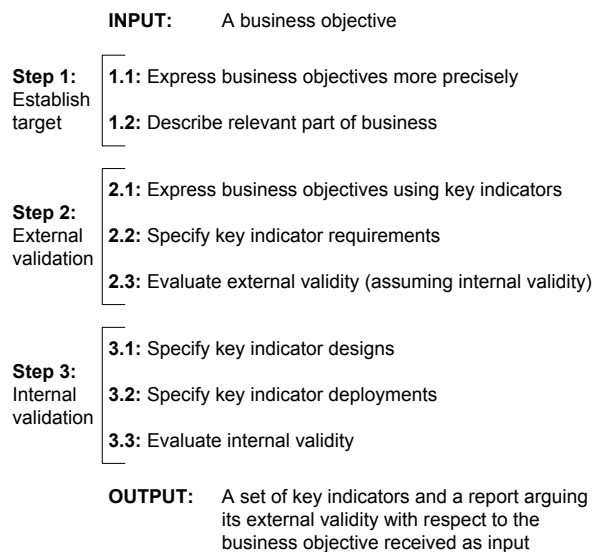 INPUT: A business objective
Step 1:
Establish
target
1.1: Express business objectives more precisely
1.2: Describe relevant part of business
Step 2:
External
validation
2.1: Express business objectives using key indicators
2.2: Specify key indicator requirements
2.3: Evaluate external validity (assuming internal validity)
Step 3:
Internal
validation
3.1: Specify key indicator designs
3.2: Specify key indicator deployments
3.3: Evaluate internal validity
OUTPUT: A set of key indicators and a report arguing
its external validity with respect to the
business objective received as input